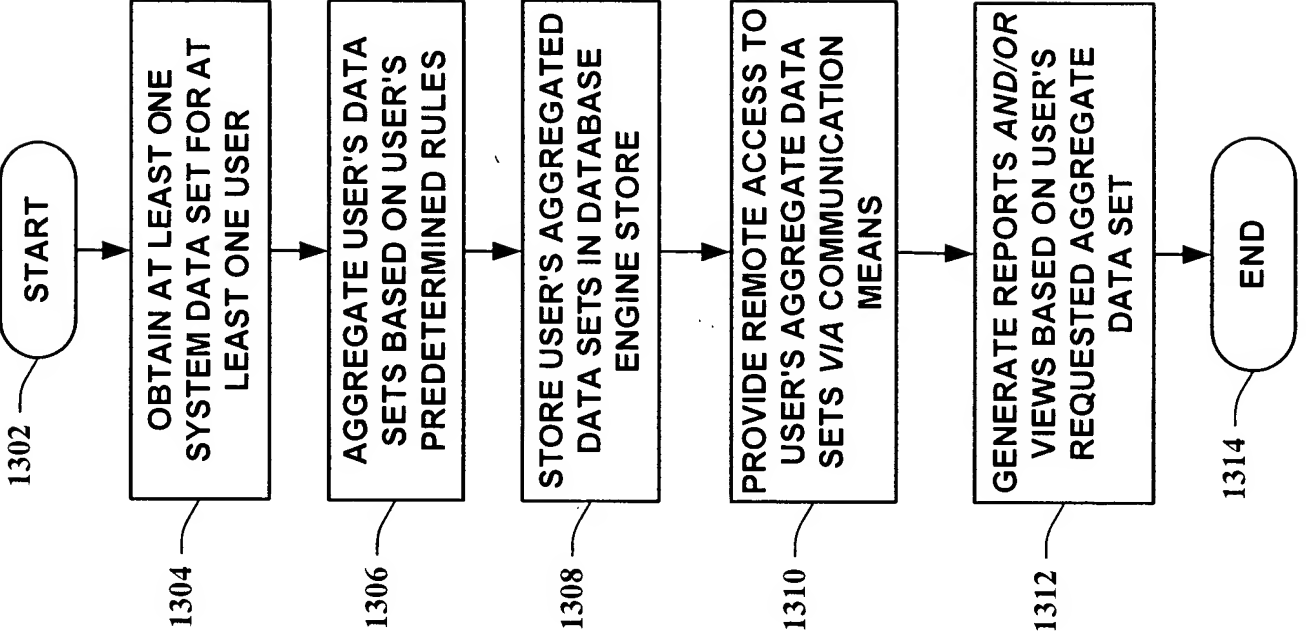 START
1302
OBTAIN AT LEAST ONE
SYSTEM DATA SET FOR AT
LEAST ONE USER
1304
AGGREGATE USER'S DATA
SETS BASED ON USER'S
PREDETERMINED RULES
1306
STORE USER'S AGGREGATED
DATA SETS IN DATABASE
ENGINE STORE
1308
PROVIDE REMOTE ACCESS TO
USER'S AGGREGATE DATA
SETS VIA COMMUNICATION
MEANS
1310
GENERATE REPORTS AND/OR
VIEWS BASED ON USER'S
REQUESTED AGGREGATE
DATA SET
1312
END
1314